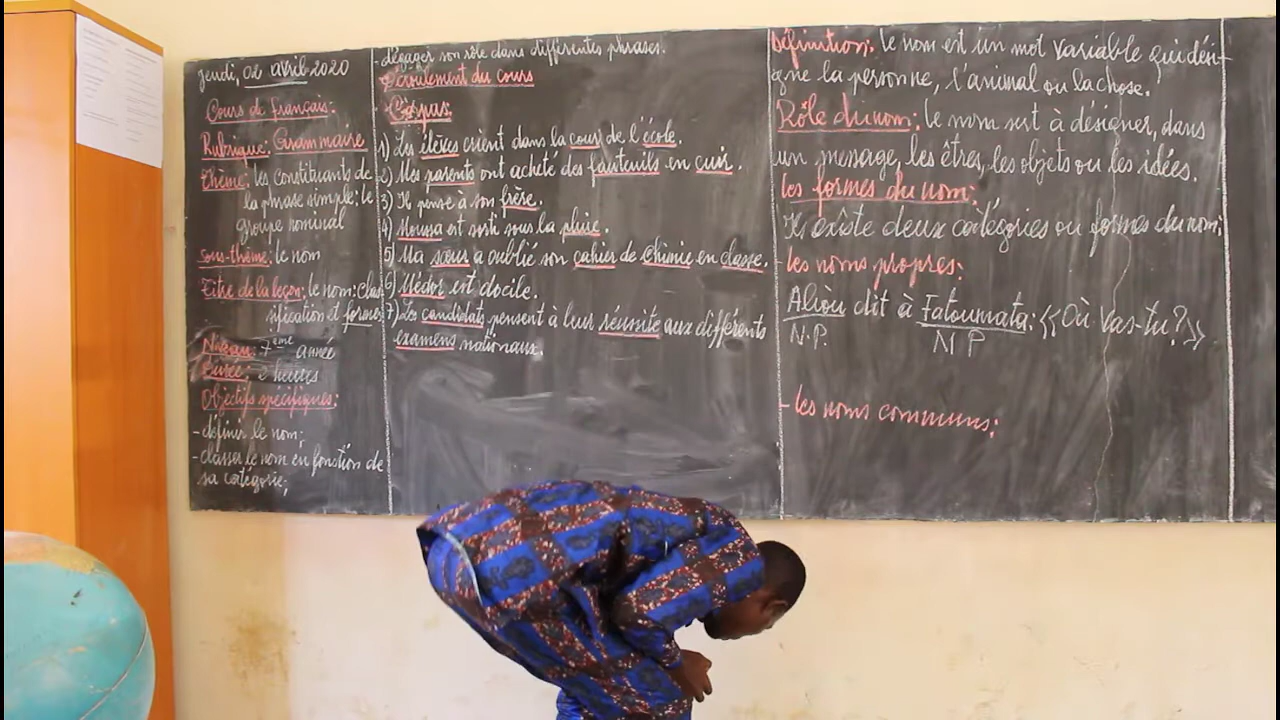 Jeudi, 02 avril 2020
Cours de français:
Rubrique: Grammaire
Thème: les constituants de
la phrase simple: le
groupe nominal
Sous-thème: le nom
Titre de la leçon: le nom: clas-
sification et formes
Niveau: 7ème année
Durée: 2 heures
Objectifs spécifiques:
- définir le nom;
- classer le nom en fonction de
sa catégorie;
- dégager son rôle dans différentes phrases.
Déroulement du cours
Corpus:
1) Les élèves crient dans la cour de l'école.
2) Mes parents ont acheté des fauteuils en cuir.
3) Il pense à son frère.
4) Moussa est sorti sous la pluie.
5) Ma sœur a oublié son cahier de Chimie en classe.
6) Médor est docile.
7) Les candidats pensent à leur réussite aux différents
examens nationaux.
Définition: le nom est un mot variable qui dési-
gne la personne, l'animal ou la chose.
Rôle du nom: le nom sert à désigner, dans
un message, les êtres, les objets ou les idées.
les formes du nom:
Il existe deux catégories ou formes du nom:
- les noms propres:
Aliou dit à Fatoumata: «Où vas-tu?»
N.P. N P
- les noms communs: